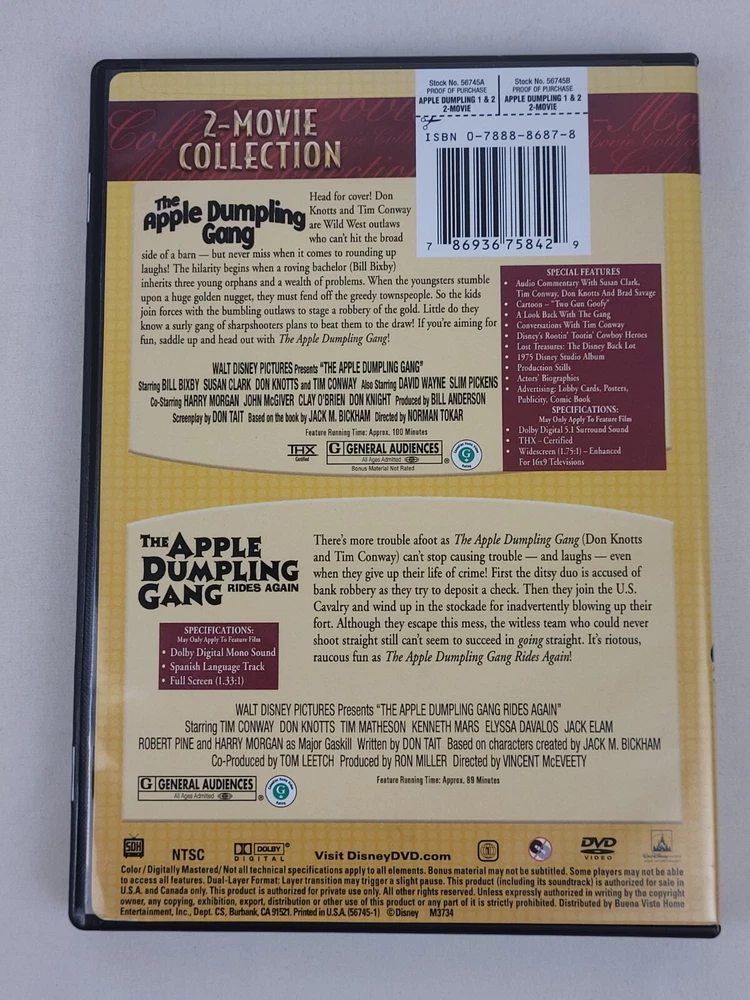 Stock No. 56745A
PROOF OF PURCHASE
APPLE DUMPLING 1 & 2
2-MOVIE
Stock No. 56745B
PROOF OF PURCHASE
APPLE DUMPLING 1 & 2
2-MOVIE
ISBN 0-7888-8687-8
7 86936 75842 9
2-MOVIE
COLLECTION
The
Apple Dumpling
Gang
Head for cover! Don
Knotts and Tim Conway
are Wild West outlaws
who can't hit the broad
side of a barn — but never miss when it comes to rounding up
laughs! The hilarity begins when a roving bachelor (Bill Bixby)
inherits three orphans and a wealth of problems. When the youngsters stumble
upon a huge golden nugget, they must fend off the greedy townspeople. So the kids
join forces with the bumbling outlaws to stage a robbery of the gold. Little do they
know a surly gang of sharpshooters plans to beat them to the draw! If you're aiming for
fun, saddle up and head out with The Apple Dumpling Gang!
WALT DISNEY PICTURES Presents "THE APPLE DUMPLING GANG"
Starring BILL BIXBY SUSAN CLARK DON KNOTTS and TIM CONWAY Also Starring DAVID WAYNE SLIM PICKENS
Co-Starring HARRY MORGAN JOHN McGIVER CLAY O'BRIEN DON KNIGHT Produced by BILL ANDERSON
Screenplay by DON TAIT Based on the book by JACK M. BICKHAM Directed by NORMAN TOKAR
Feature Running Time: Approx. 100 Minutes
THX
Certified
G GENERAL AUDIENCES
All Ages Admitted
Bonus Material Not Rated
G
SPECIAL FEATURES
• Audio Commentary With Susan Clark,
Tim Conway, Don Knotts And Brad Savage
• Cartoon – "Two Gun Goofy"
• A Look Back With The Gang
• Conversations With Tim Conway
• Disney's Rootin' Tootin' Cowboy Heroes
• Lost Treasures: The Disney Back Lot
• 1975 Disney Studio Album
• Production Stills
• Actors' Biographies
• Advertising: Lobby Cards, Posters,
Publicity, Comic Book
SPECIFICATIONS:
May Only Apply To Feature Film
• Dolby Digital 5.1 Surround Sound
• THX – Certified
• Widescreen (1.75:1) – Enhanced
For 16x9 Televisions
THE APPLE
DUMPLING
GANG RIDES AGAIN
There's more trouble afoot as The Apple Dumpling Gang (Don Knotts
and Tim Conway) can't stop causing trouble — and laughs — even
when they give up their life of crime! First the ditsy duo is accused of
bank robbery as they try to deposit a check. Then they join the U.S.
Cavalry and wind up in the stockade for inadvertently blowing up their
fort. Although they escape this mess, the witless team who could never
shoot straight still can't seem to succeed in going straight. It's riotous,
raucous fun as The Apple Dumpling Gang Rides Again!
SPECIFICATIONS:
May Only Apply To Feature Film
• Dolby Digital Mono Sound
• Spanish Language Track
• Full Screen (1.33:1)
WALT DISNEY PICTURES Presents "THE APPLE DUMPLING GANG RIDES AGAIN"
Starring TIM CONWAY DON KNOTTS TIM MATHESON KENNETH MARS ELYSSA DAVALOS JACK ELAM
ROBERT PINE and HARRY MORGAN as Major Gaskill Written by DON TAIT Based on characters created by JACK M. BICKHAM
Co-Produced by TOM LEETCH Produced by RON MILLER Directed by VINCENT McEVEETY
Feature Running Time: Approx. 89 Minutes
G GENERAL AUDIENCES
All Ages Admitted
G
SDH
NTSC
DOLBY
DIGITAL
Visit DisneyDVD.com
1
DVD
VIDEO
Color / Digitally Mastered / Not all technical specifications apply to all elements. Bonus material may not be subtitled. Some players may not be able
to access all features. Dual-Layer Format: Layer transition may trigger a slight pause. This product (including its soundtrack) is authorized for sale in
U.S.A. and Canada only. This product is authorized for private use only. All other rights reserved. Unless expressly authorized in writing by the copyright
owner, any copying, exhibition, export, distribution or other use of this product or any part of it is strictly prohibited. Distributed by Buena Vista Home
Entertainment, Inc., Dept. CS, Burbank, CA 91521. Printed in U.S.A. (56745-1) ©Disney M3734